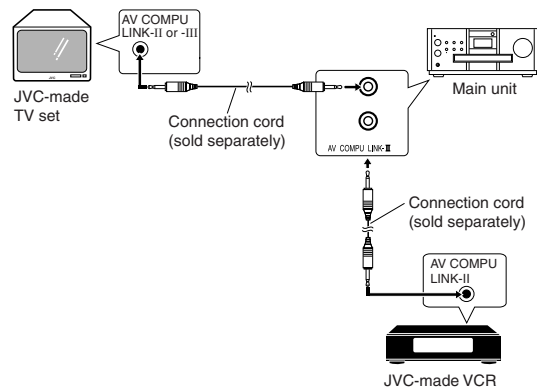 AV COMPU
LINK-II or -III
JVC-made
TV set
Connection cord
(sold separately)
AV COMPU LINK-III
Main unit
Connection cord
(sold separately)
AV COMPU
LINK-II
JVC-made VCR